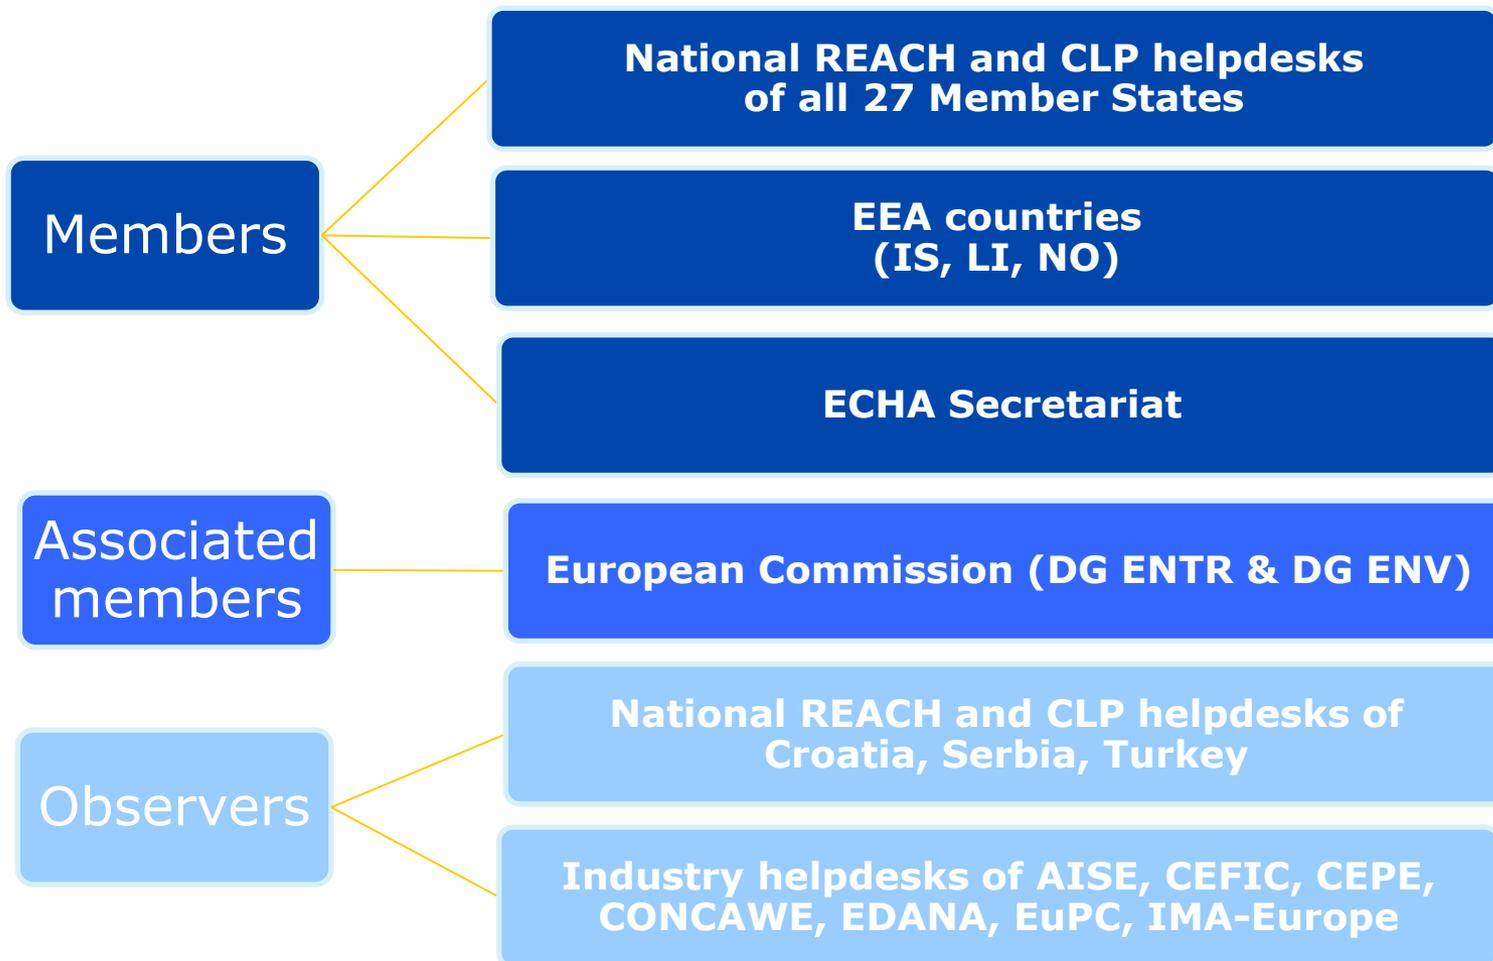 Members
National REACH and CLP helpdesks
of all 27 Member States
EEA countries
(IS, LI, NO)
ECHA Secretariat
Associated
members
European Commission (DG ENTR & DG ENV)
Observers
National REACH and CLP helpdesks of
Croatia, Serbia, Turkey
Industry helpdesks of AISE, CEFIC, CEPE,
CONCAWE, EDANA, EuPC, IMA-Europe